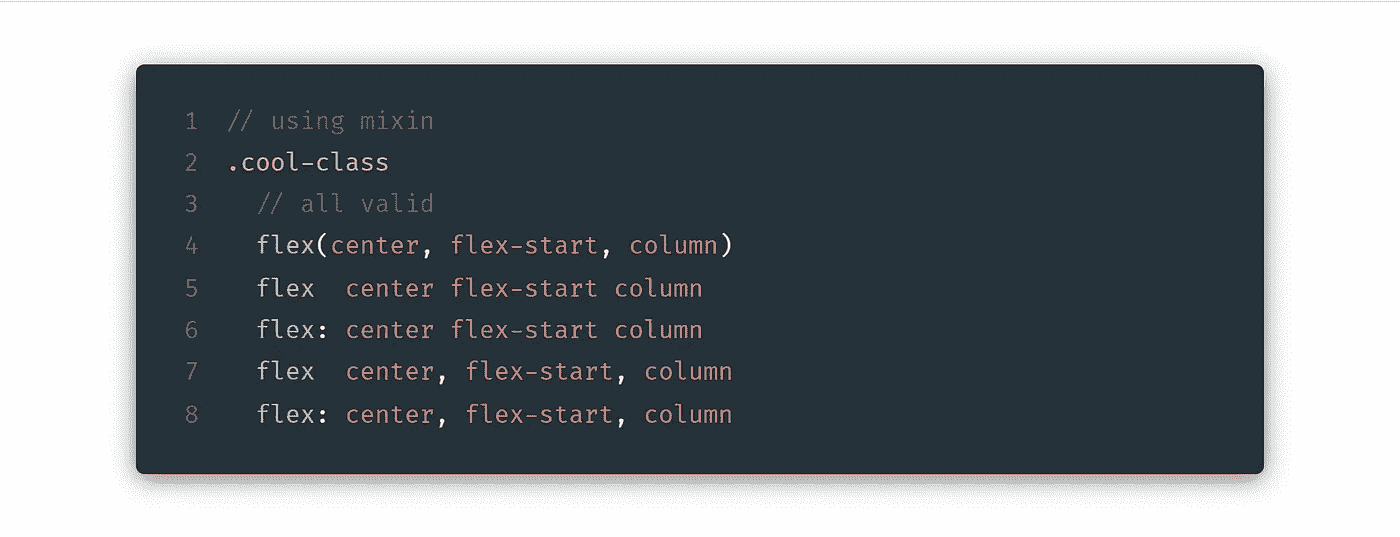 1 // using mixin
2 .cool-class
3   // all valid
4   flex(center, flex-start, column)
5   flex  center flex-start column
6   flex: center flex-start column
7   flex  center, flex-start, column
8   flex: center, flex-start, column